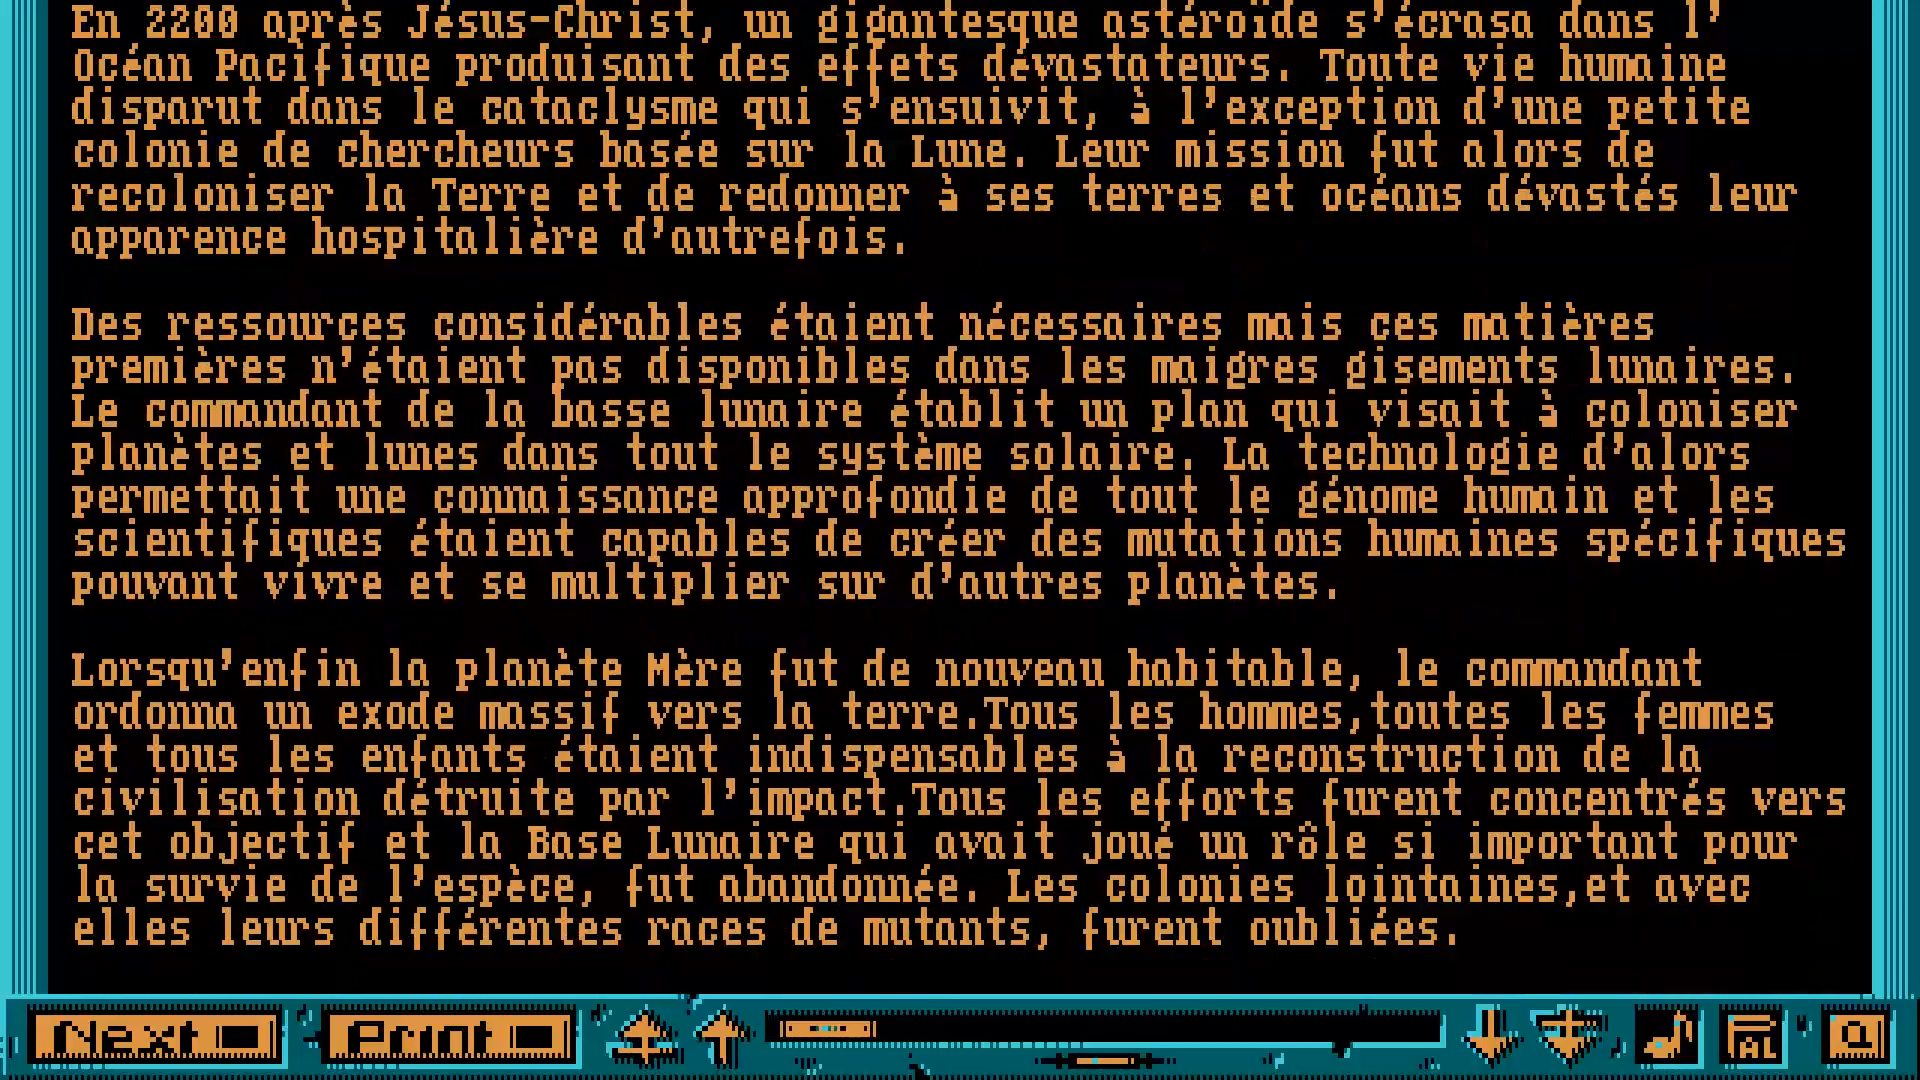 En 2200 après Jésus-Christ, un gigantesque astéroïde s'écrasa dans l'
Océan Pacifique produisant des effets dévastateurs. Toute vie humaine
disparut dans le cataclysme qui s'ensuivit, à l'exception d'une petite
colonie de chercheurs basée sur la Lune. Leur mission fut alors de
recoloniser la Terre et de redonner à ses terres et océans dévastés leur
apparence hospitalière d'autrefois.
Des ressources considérables étaient nécessaires mais ces matières
premières n'étaient pas disponibles dans les maigres gisements lunaires.
Le commandant de la basse lunaire établit un plan qui visait à coloniser
planètes et lunes dans tout le système solaire. La technologie d'alors
permettait une connaissance approfondie de tout le génome humain et les
scientifiques étaient capables de créer des mutations humaines spécifiques
pouvant vivre et se multiplier sur d'autres planètes.
Lorsqu'enfin la planète Mère fut de nouveau habitable, le commandant
ordonna un exode massif vers la terre.Tous les hommes,toutes les femmes
et tous les enfants étaient indispensables à la reconstruction de la
civilisation détruite par l'impact.Tous les efforts furent concentrés vers
cet objectif et la Base Lunaire qui avait joué un rôle si important pour
la survie de l'espèce, fut abandonnée. Les colonies lointaines,et avec
elles leurs différentes races de mutants, furent oubliées.
Next